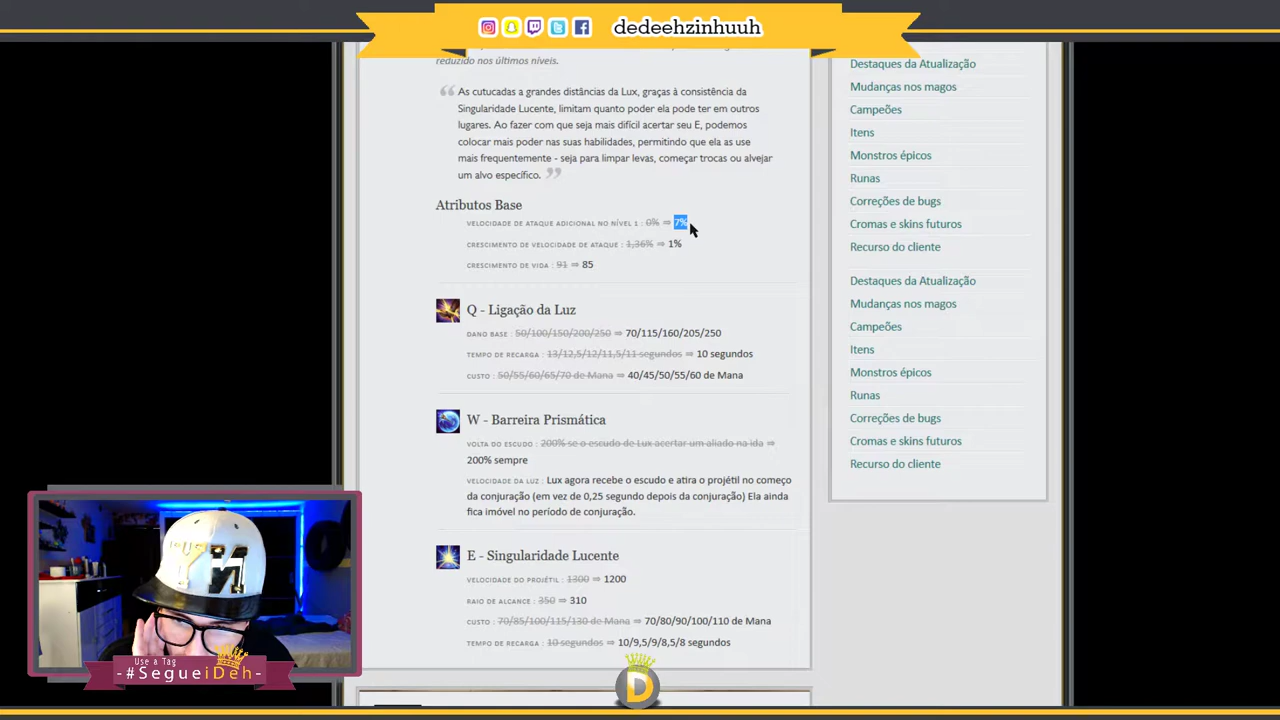 dedeehzinhuuh
reduzido nos últimos níveis.
As cutucadas a grandes distâncias da Lux, graças à consistência da
Singularidade Lucente, limitam quanto poder ela pode ter em outros
lugares. Ao fazer com que seja mais difícil acertar seu E, podemos
colocar mais poder nas suas habilidades, permitindo que ela as use
mais frequentemente - seja para limpar levas, começar trocas ou alvejar
um alvo específico.
Atributos Base
VELOCIDADE DE ATAQUE ADICIONAL NO NÍVEL 1 : 0% ⇒ 7%
CRESCIMENTO DE VELOCIDADE DE ATAQUE : 1,36% ⇒ 1%
CRESCIMENTO DE VIDA : 91 ⇒ 85
Q - Ligação da Luz
DANO BASE : 50/100/150/200/250 ⇒ 70/115/160/205/250
TEMPO DE RECARGA : 13/12,5/12/11,5/11 segundos ⇒ 10 segundos
CUSTO : 50/55/60/65/70 de Mana ⇒ 40/45/50/55/60 de Mana
W - Barreira Prismática
VOLTA DO ESCUDO : 200% se o escudo de Lux acertar um aliado na ida ⇒
200% sempre
VELOCIDADE DA LUZ : Lux agora recebe o escudo e atira o projétil no começo
da conjuração (em vez de 0,25 segundo depois da conjuração) Ela ainda
fica imóvel no período de conjuração.
E - Singularidade Lucente
VELOCIDADE DO PROJÉTIL : 1300 ⇒ 1200
RAIO DE ALCANCE : 350 ⇒ 310
CUSTO : 70/85/100/115/130 de Mana ⇒ 70/80/90/100/110 de Mana
TEMPO DE RECARGA : 10 segundos ⇒ 10/9,5/9/8,5/8 segundos
Destaques da Atualização
Mudanças nos magos
Campeões
Itens
Monstros épicos
Runas
Correções de bugs
Cromas e skins futuros
Recurso do cliente
Destaques da Atualização
Mudanças nos magos
Campeões
Itens
Monstros épicos
Runas
Correções de bugs
Cromas e skins futuros
Recurso do cliente
Use a Tag
-#SegueiDeh-
D